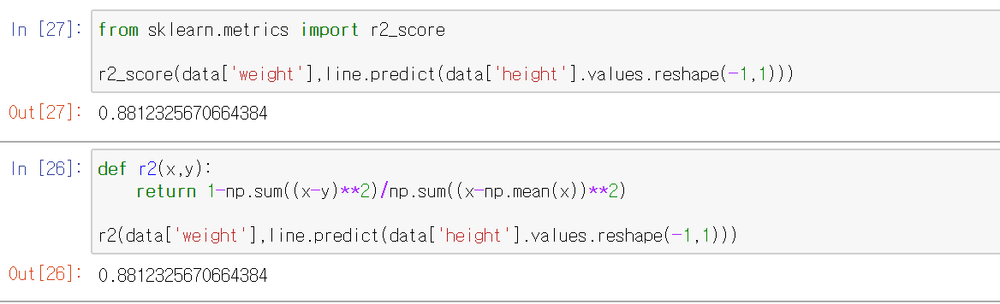 In [27]: from sklearn.metrics import r2_score
r2_score(data['weight'],line.predict(data['height'].values.reshape(-1,1)))
Out[27]: 0.8812325670664384
In [26]: def r2(x,y):
return 1-np.sum((x-y)**2)/np.sum((x-np.mean(x))**2)
r2(data['weight'],line.predict(data['height'].values.reshape(-1,1)))
Out[26]: 0.8812325670664384